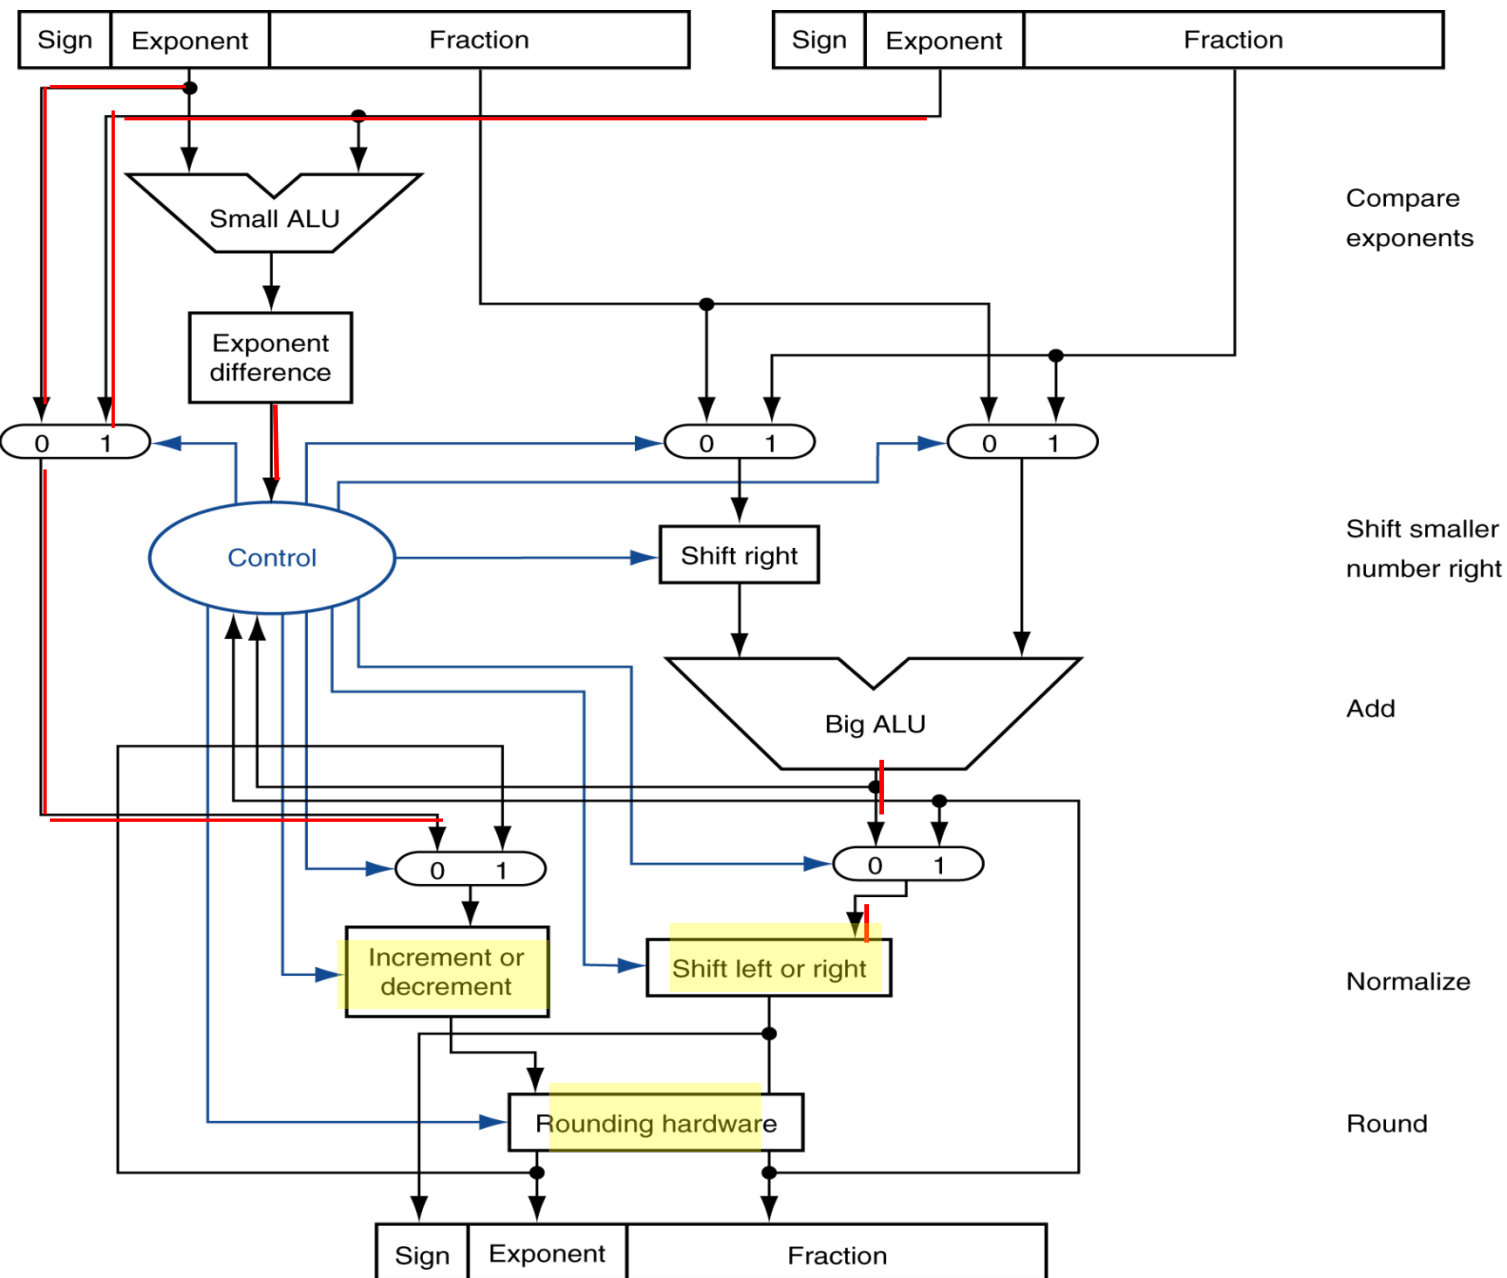 Sign Exponent Fraction Sign Exponent Fraction
Small ALU
Compare
exponents
Exponent
difference
0 1
0 1
0 1
Control
Shift right
Shift smaller
number right
Big ALU
Add
0 1
0 1
Increment or
decrement
Shift left or right
Normalize
Rounding hardware
Round
Sign Exponent Fraction